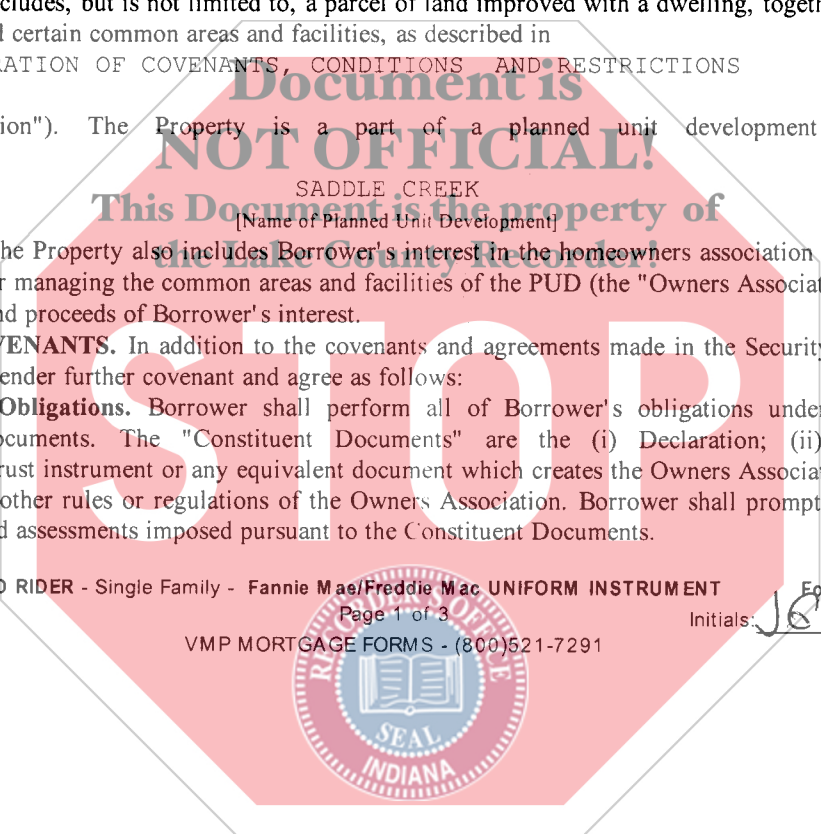 cludes, but is not limited to, a parcel of land improved with a dwelling, togeth
d certain common areas and facilities, as described in
RATION OF COVENANTS, CONDITIONS AND RESTRICTIONS
Document is
ion"). The Property is a part of a planned unit development
NOT OFFICIAL!
SADDLE CREEK
This Document is the property of
[Name of Planned Unit Development]
he Property also includes Borrower's interest in the homeowners association
the Lake County Recorder!
r managing the common areas and facilities of the PUD (the "Owners Associat
nd proceeds of Borrower's interest.
VENANTS. In addition to the covenants and agreements made in the Security
ender further covenant and agree as follows:
Obligations. Borrower shall perform all of Borrower's obligations under
ocuments. The "Constituent Documents" are the (i) Declaration; (ii)
rust instrument or any equivalent document which creates the Owners Associat
other rules or regulations of the Owners Association. Borrower shall prompt
d assessments imposed pursuant to the Constituent Documents.
STOP
D RIDER - Single Family - Fannie Mae/Freddie Mac UNIFORM INSTRUMENT Fo
Page 1 of 3
Initials:
VMP MORTGAGE FORMS - (800)521-7291
RECORDER'S OFFICE
SEAL
INDIANA